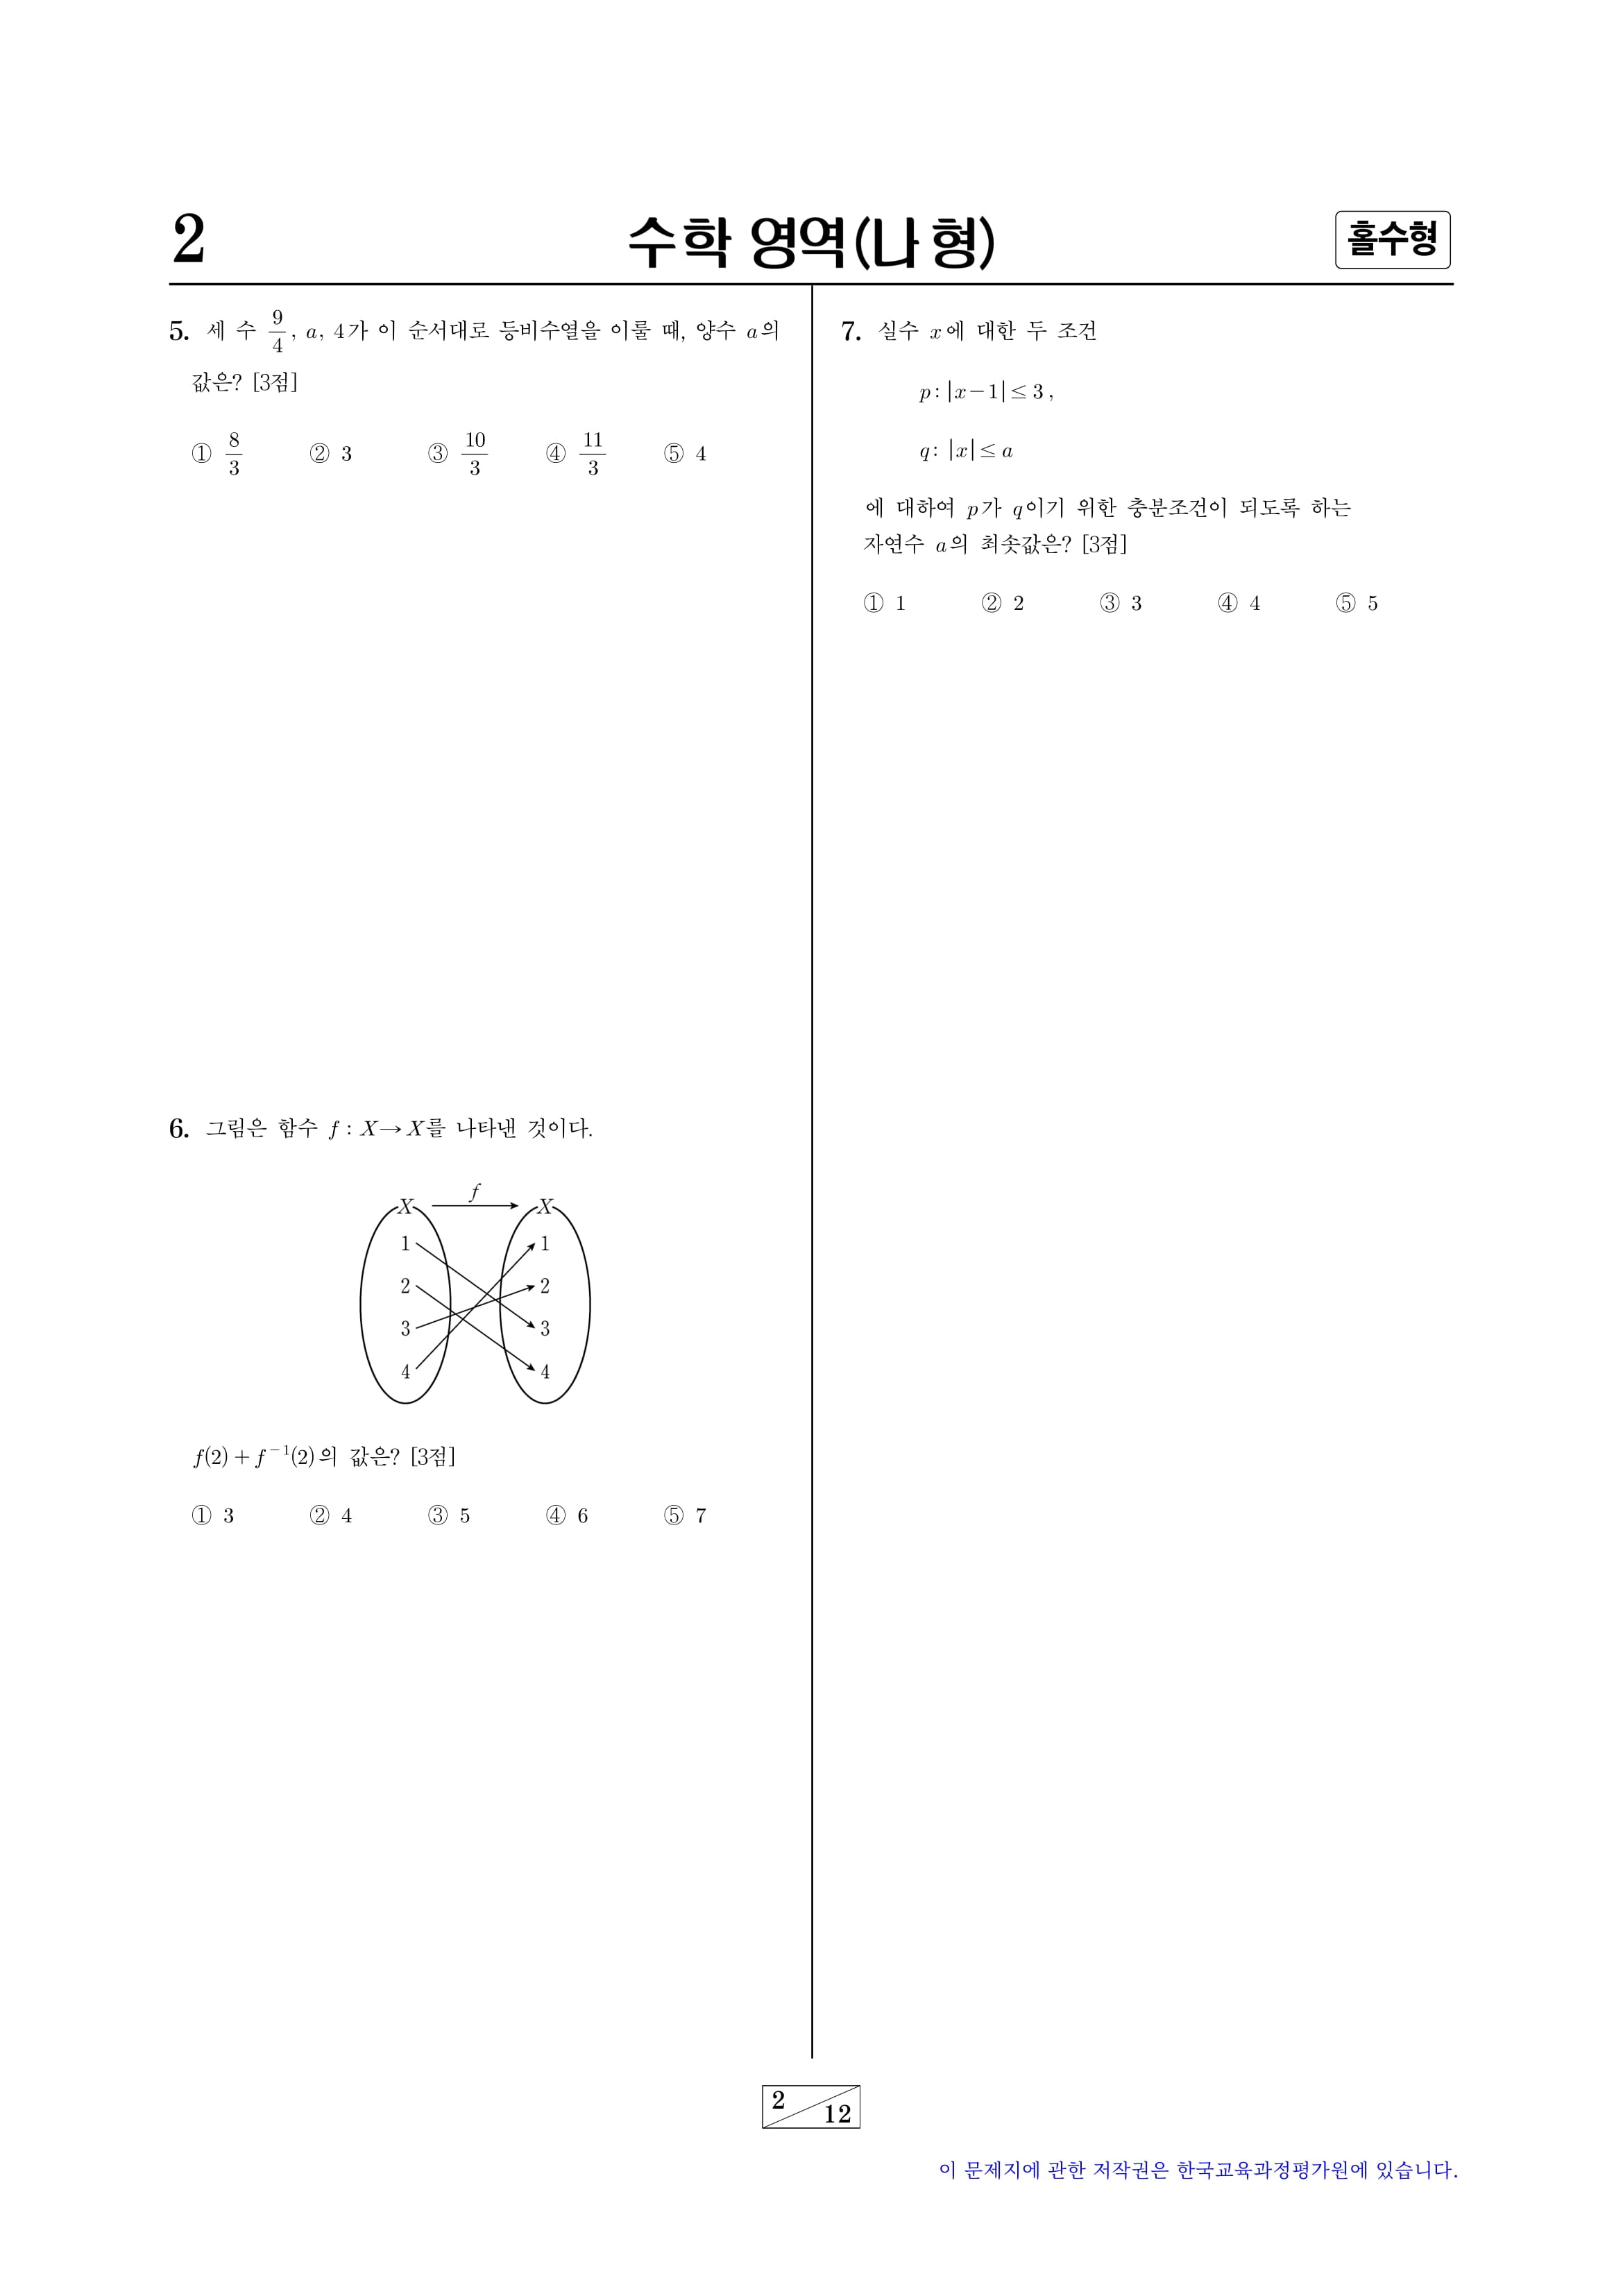 2
수학 영역(나 형)
홀수형
5. 세 수 9/4, a, 4가 이 순서대로 등비수열을 이룰 때, 양수 a의
값은? [3점]
① 8/3 ② 3 ③ 10/3 ④ 11/3 ⑤ 4
6. 그림은 함수 f : X→X를 나타낸 것이다.
f
X X
1 1
2 2
3 3
4 4
f(2)+f⁻¹(2)의 값은? [3점]
① 3 ② 4 ③ 5 ④ 6 ⑤ 7
7. 실수 x에 대한 두 조건
p: |x-1| ≤ 3,
q: |x| ≤ a
에 대하여 p가 q이기 위한 충분조건이 되도록 하는
자연수 a의 최솟값은? [3점]
① 1 ② 2 ③ 3 ④ 4 ⑤ 5
2
12
이 문제지에 관한 저작권은 한국교육과정평가원에 있습니다.